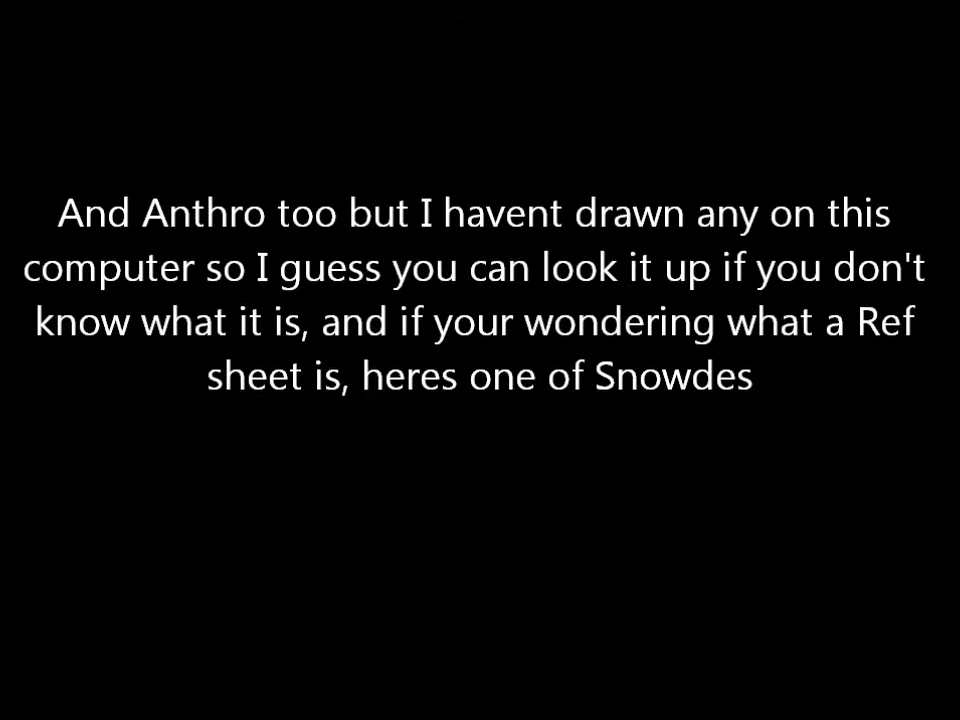 And Anthro too but I havent drawn any on this
computer so I guess you can look it up if you don't
know what it is, and if your wondering what a Ref
sheet is, heres one of Snowdes